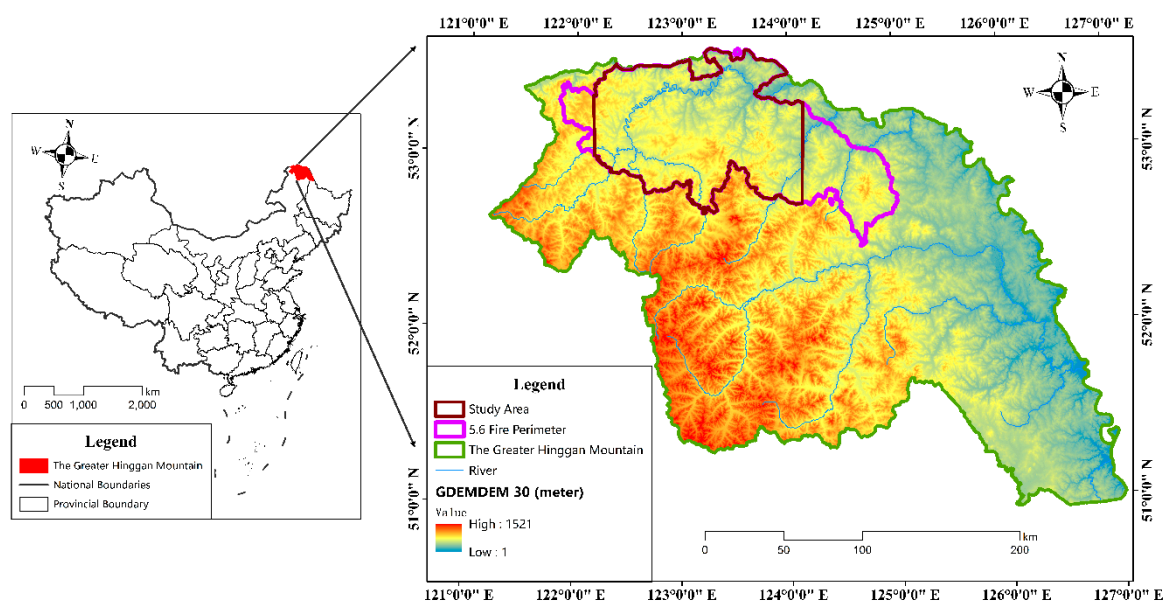 N
W E
S
km
0 500 1,000 2,000
Legend
The Greater Hinggan Mountain
National Boundaries
Provincial Boundary
121°0'0" E 122°0'0" E 123°0'0" E 124°0'0" E 125°0'0" E 126°0'0" E 127°0'0" E
N
W E
S
53°0'0" N
52°0'0" N
51°0'0" N
53°0'0" N
52°0'0" N
51°0'0" N
Legend
Study Area
5.6 Fire Perimeter
The Greater Hinggan Mountain
River
GDEMDEM 30 (meter)
Value
High : 1521
Low : 1
km
0 50 100 200
121°0'0" E 122°0'0" E 123°0'0" E 124°0'0" E 125°0'0" E 126°0'0" E 127°0'0" E